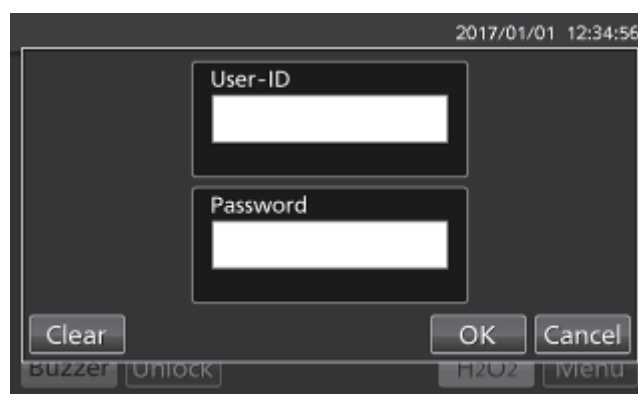 2017/01/01 12:34:56
User-ID
Password
Clear OK Cancel
Buzzer Unlock H2O2 Menu